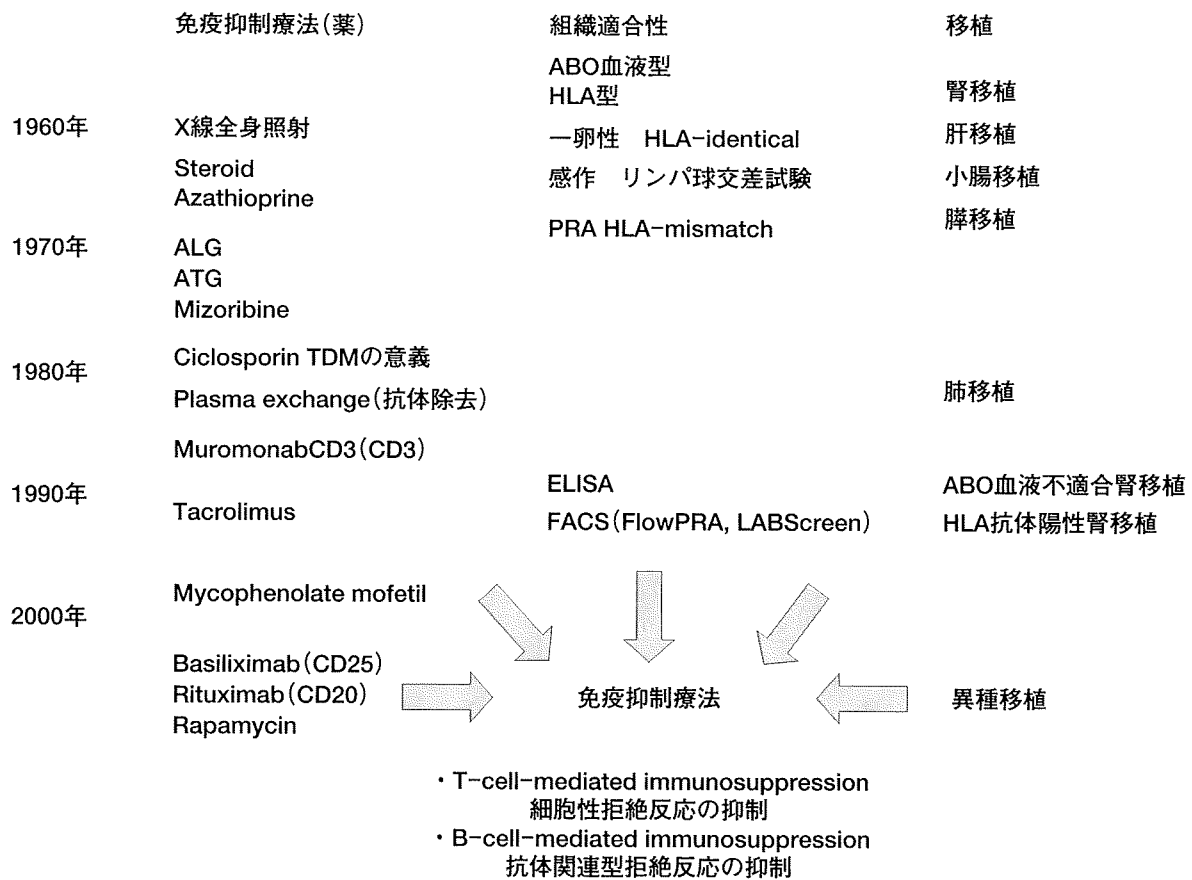 免疫抑制療法(薬) 組織適合性 移植
ABO血液型
HLA型 腎移植
1960年 X線全身照射 一卵性 HLA-identical 肝移植
Steroid 感作 リンパ球交差試験 小腸移植
Azathioprine
PRA HLA-mismatch 膵移植
1970年 ALG
ATG
Mizoribine
Ciclosporin TDMの意義
1980年
Plasma exchange(抗体除去) 肺移植
MuromonabCD3(CD3)
1990年 ELISA ABO血液不適合腎移植
Tacrolimus FACS(FlowPRA, LABScreen) HLA抗体陽性腎移植
Mycophenolate mofetil
2000年
Basiliximab(CD25)
Rituximab(CD20) 免疫抑制療法 異種移植
Rapamycin
・T-cell-mediated immunosuppression
細胞性拒絶反応の抑制
・B-cell-mediated immunosuppression
抗体関連型拒絶反応の抑制